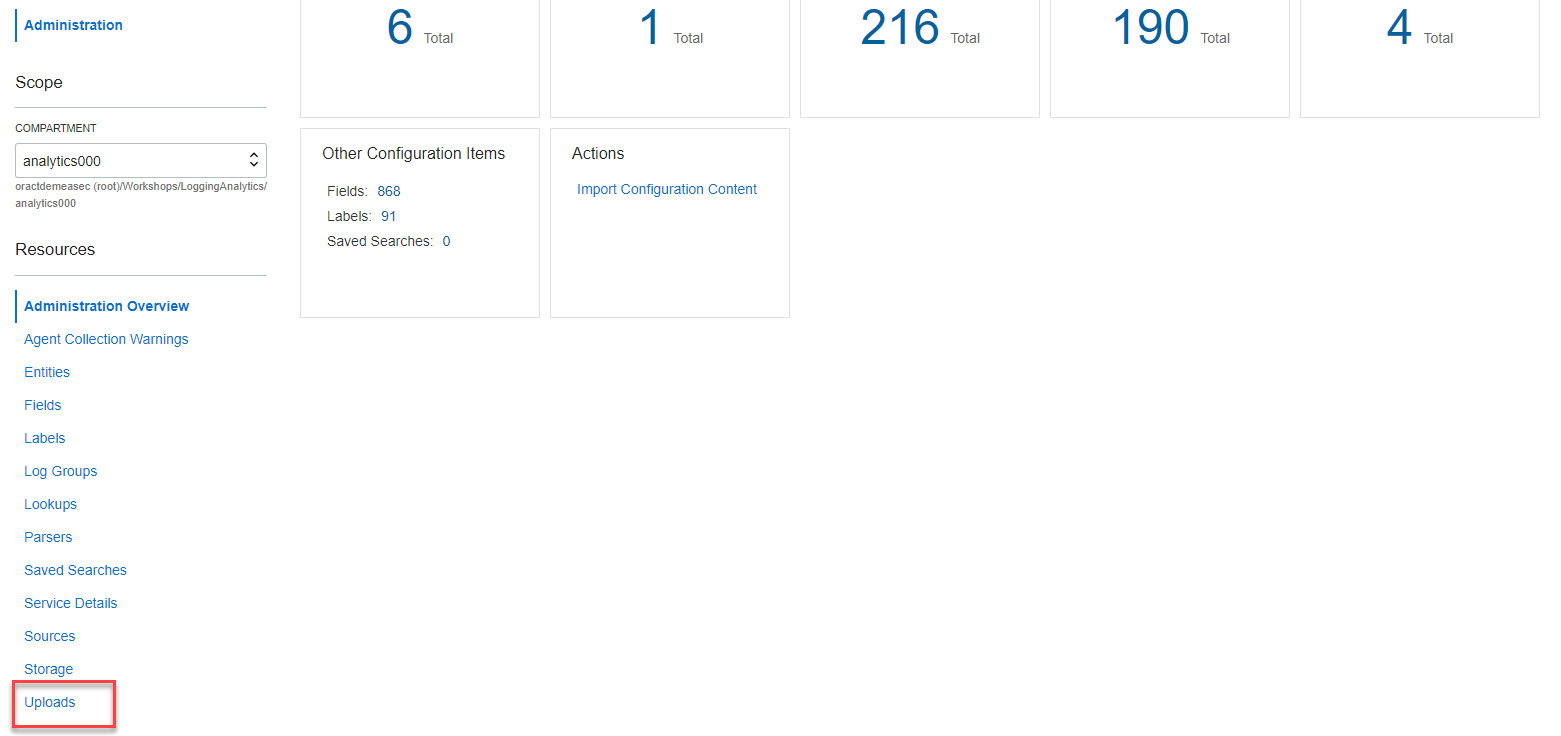 Administration
Scope
COMPARTMENT
analytics000
oractdemeasec (root)/Workshops/LoggingAnalytics/
analytics000
Resources
Administration Overview
Agent Collection Warnings
Entities
Fields
Labels
Log Groups
Lookups
Parsers
Saved Searches
Service Details
Sources
Storage
Uploads
6 Total
1 Total
216 Total
190 Total
4 Total
Other Configuration Items
Fields: 868
Labels: 91
Saved Searches: 0
Actions
Import Configuration Content